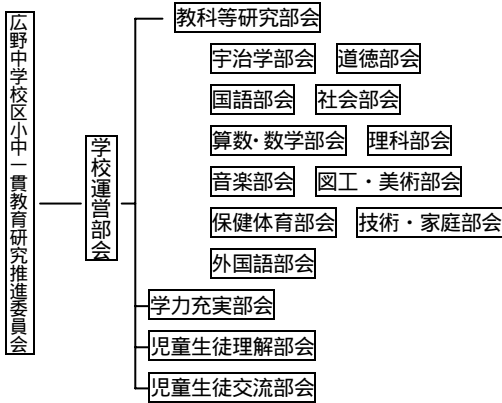 広野中学校区小中一貫教育研究推進委員会
学校運営部会
教科等研究部会
宇治学部会 道徳部会
国語部会 社会部会
算数・数学部会 理科部会
音楽部会 図工・美術部会
保健体育部会 技術・家庭部会
外国語部会
学力充実部会
児童生徒理解部会
児童生徒交流部会